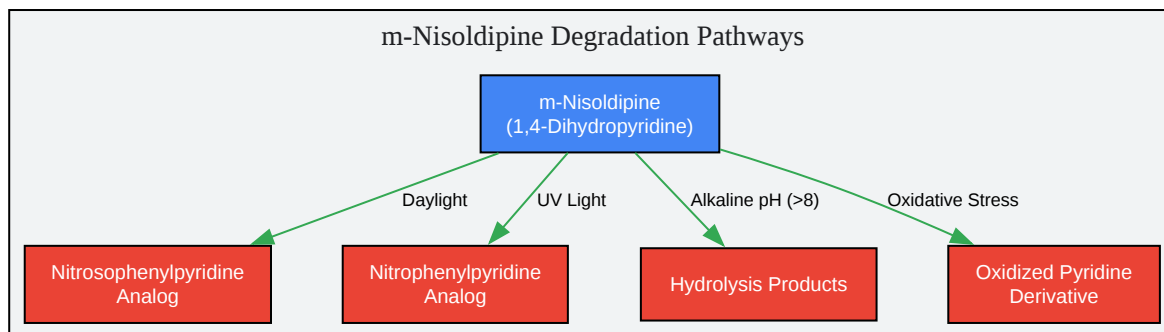 m-Nisoldipine Degradation Pathways
m-Nisoldipine
(1,4-Dihydropyridine)
Daylight
UV Light
Alkaline pH (>8)
Oxidative Stress
Nitrosophenylpyridine
Analog
Nitrophenylpyridine
Analog
Hydrolysis Products
Oxidized Pyridine
Derivative